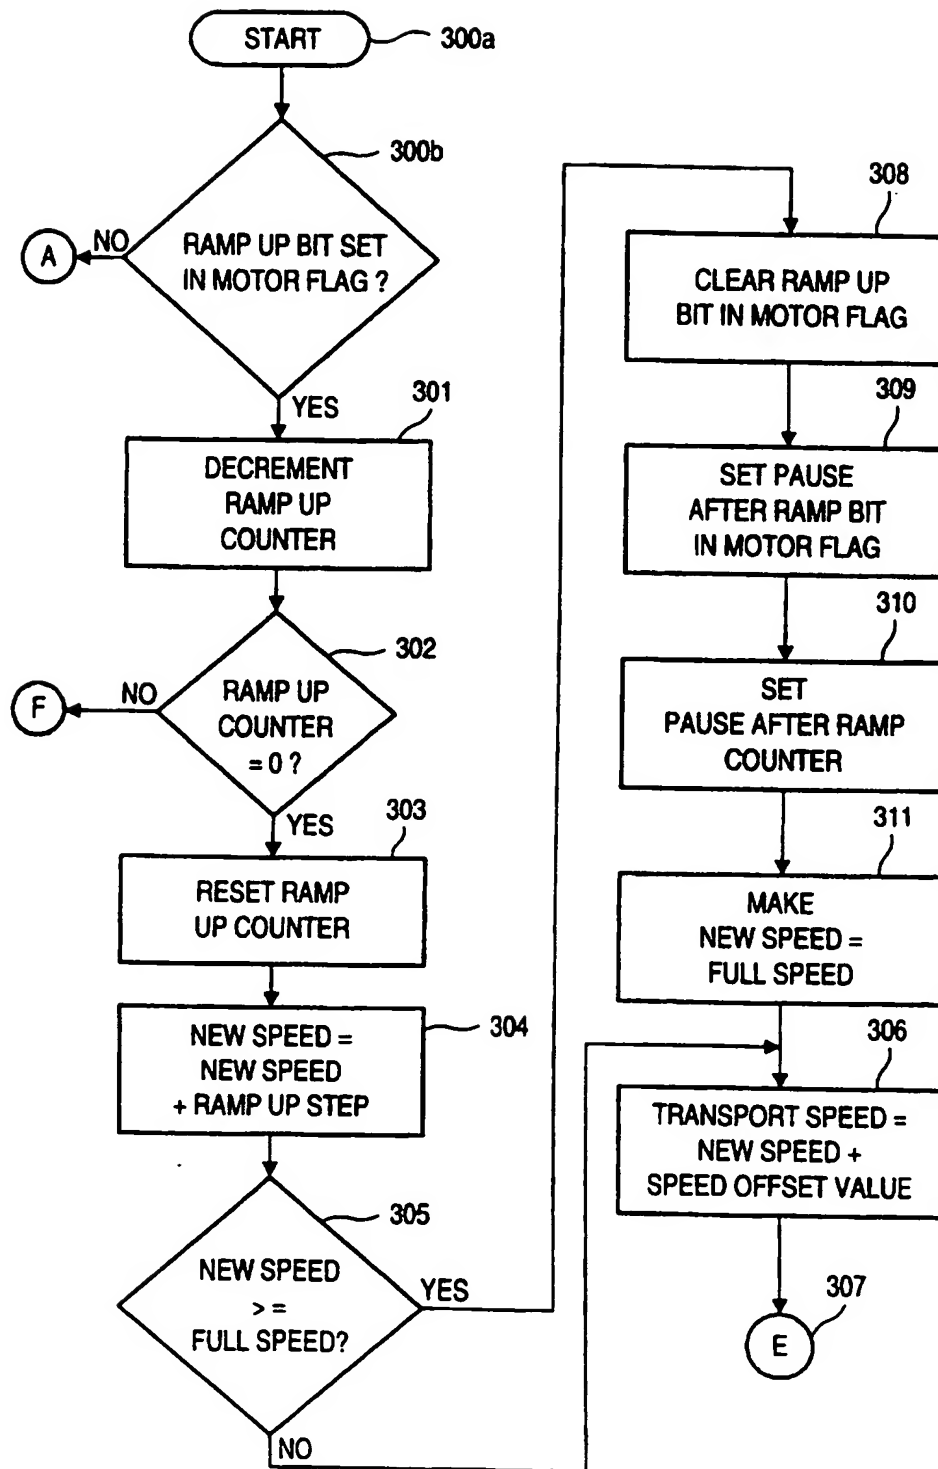 START
300a
300b
RAMP UP BIT SET
IN MOTOR FLAG ?
NO
A
YES
301
DECREMENT
RAMP UP
COUNTER
302
RAMP UP
COUNTER
= 0 ?
NO
F
YES
303
RESET RAMP
UP COUNTER
304
NEW SPEED =
NEW SPEED
+ RAMP UP STEP
305
NEW SPEED
> =
FULL SPEED?
YES
NO
308
CLEAR RAMP UP
BIT IN MOTOR FLAG
309
SET PAUSE
AFTER RAMP BIT
IN MOTOR FLAG
310
SET
PAUSE AFTER RAMP
COUNTER
311
MAKE
NEW SPEED =
FULL SPEED
306
TRANSPORT SPEED =
NEW SPEED +
SPEED OFFSET VALUE
307
E